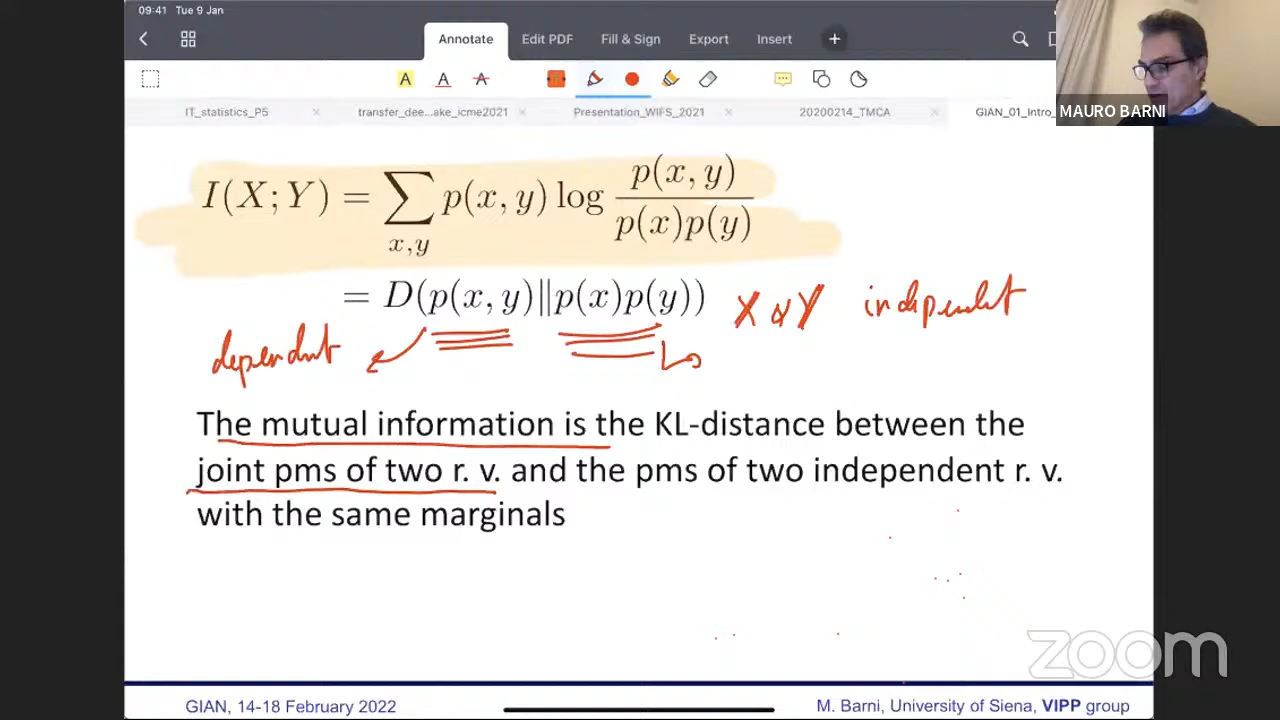 09:41 Tue 9 Jan
Annotate Edit PDF Fill & Sign Export Insert +
A A A
IT_statistics_P5 × transfer_dee...ake_icme2021 × Presentation_WIFS_2021 × 20200214_TMCA × GIAN_01_Intro_
MAURO BARNI
I(X;Y) = ∑_{x,y} p(x,y) log p(x,y) / p(x)p(y)
= D(p(x,y)||p(x)p(y)) X & Y independent
dependent
The mutual information is the KL-distance between the
joint pms of two r. v. and the pms of two independent r. v.
with the same marginals
zoom
GIAN, 14-18 February 2022 M. Barni, University of Siena, VIPP group